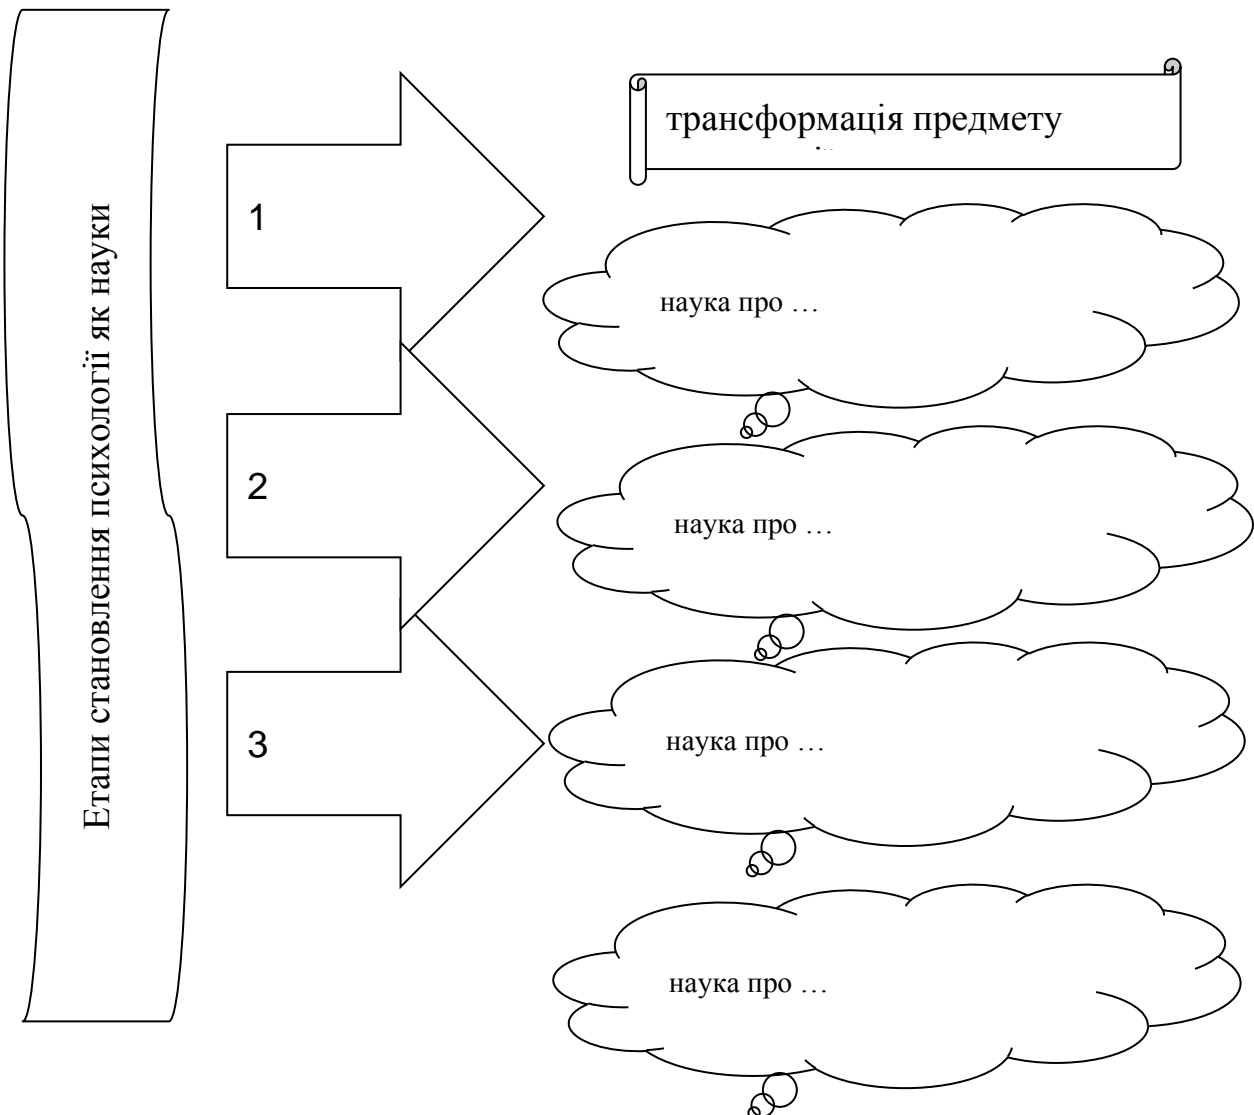 Етапи становлення психології як науки
1
2
3
трансформація предмету
наука про …
наука про …
наука про …
наука про …